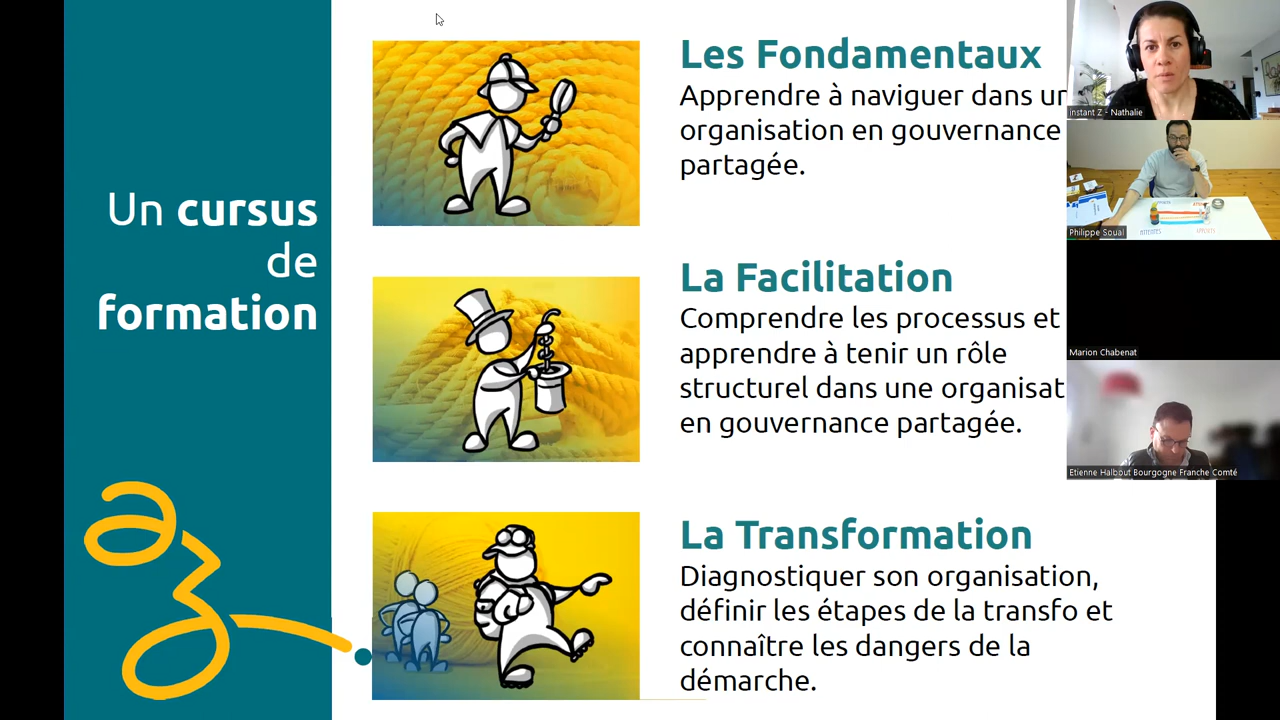 Un cursus
de
formation
Les Fondamentaux
Apprendre à naviguer dans un
organisation en gouvernance
partagée.
La Facilitation
Comprendre les processus et
apprendre à tenir un rôle
structurel dans une organisat
en gouvernance partagée.
La Transformation
Diagnostiquer son organisation,
définir les étapes de la transfo et
connaître les dangers de la
démarche.
instant Z - Nathalie
Philippe Soual
Marion Chabenat
Etienne Halbout Bourgogne Franche Comté